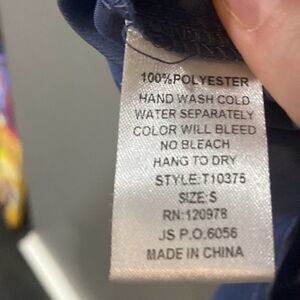 100%POLYESTER
HAND WASH COLD
WATER SEPARATELY
COLOR WILL BLEED
NO BLEACH
HANG TO DRY
STYLE:T10375
SIZE:S
RN:120978
JS P.O.6056
MADE IN CHINA